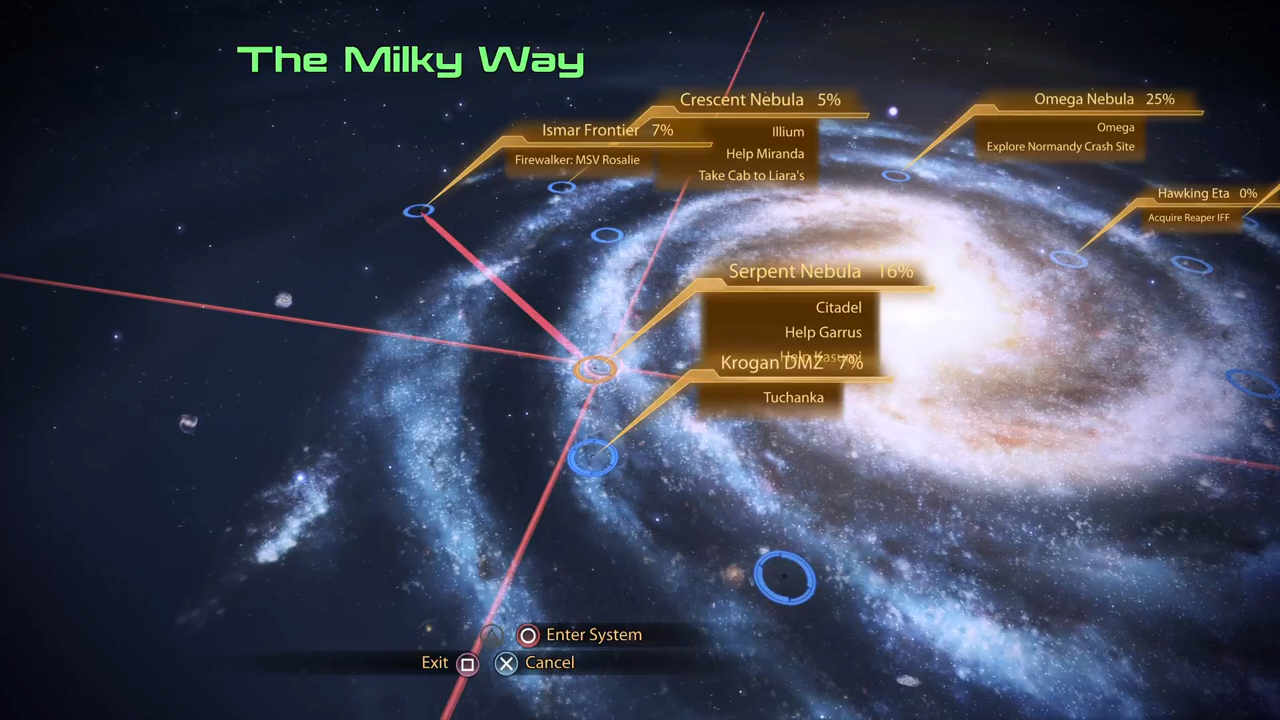 The Milky Way
Crescent Nebula 5%
Illium
Help Miranda
Take Cab to Liara's
Ismar Frontier 7%
Firewalker: MSV Rosalie
Omega Nebula 25%
Omega
Explore Normandy Crash Site
Hawking Eta 0%
Acquire Reaper IFF
Serpent Nebula 16%
Citadel
Help Garrus
Help Kasumi
Krogan DMZ 7%
Tuchanka
Enter System
Exit
Cancel